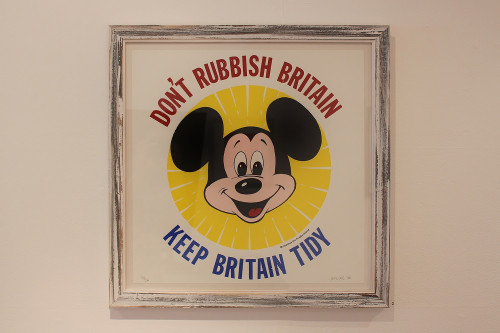 DON'T RUBBISH BRITAIN
KEEP BRITAIN TIDY